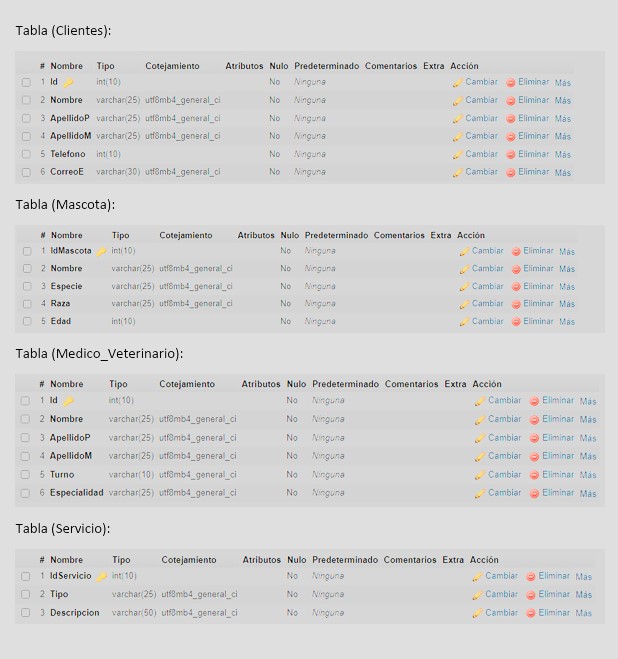 Tabla (Clientes):
# Nombre Tipo Cotejamiento Atributos Nulo Predeterminado Comentarios Extra Acción
1 Id int(10) No Ninguna Cambiar Eliminar Más
2 Nombre varchar(25) utf8mb4_general_ci No Ninguna Cambiar Eliminar Más
3 ApellidoP varchar(25) utf8mb4_general_ci No Ninguna Cambiar Eliminar Más
4 ApellidoM varchar(25) utf8mb4_general_ci No Ninguna Cambiar Eliminar Más
5 Telefono int(10) No Ninguna Cambiar Eliminar Más
6 CorreoE varchar(30) utf8mb4_general_ci No Ninguna Cambiar Eliminar Más
Tabla (Mascota):
# Nombre Tipo Cotejamiento Atributos Nulo Predeterminado Comentarios Extra Acción
1 IdMascota int(10) No Ninguna Cambiar Eliminar Más
2 Nombre varchar(25) utf8mb4_general_ci No Ninguna Cambiar Eliminar Más
3 Especie varchar(25) utf8mb4_general_ci No Ninguna Cambiar Eliminar Más
4 Raza varchar(25) utf8mb4_general_ci No Ninguna Cambiar Eliminar Más
5 Edad int(10) No Ninguna Cambiar Eliminar Más
Tabla (Medico_Veterinario):
# Nombre Tipo Cotejamiento Atributos Nulo Predeterminado Comentarios Extra Acción
1 Id int(10) No Ninguna Cambiar Eliminar Más
2 Nombre varchar(25) utf8mb4_general_ci No Ninguna Cambiar Eliminar Más
3 ApellidoP varchar(25) utf8mb4_general_ci No Ninguna Cambiar Eliminar Más
4 ApellidoM varchar(25) utf8mb4_general_ci No Ninguna Cambiar Eliminar Más
5 Turno varchar(10) utf8mb4_general_ci No Ninguna Cambiar Eliminar Más
6 Especialidad varchar(25) utf8mb4_general_ci No Ninguna Cambiar Eliminar Más
Tabla (Servicio):
# Nombre Tipo Cotejamiento Atributos Nulo Predeterminado Comentarios Extra Acción
1 IdServicio int(10) No Ninguna Cambiar Eliminar Más
2 Tipo varchar(25) utf8mb4_general_ci No Ninguna Cambiar Eliminar Más
3 Descripcion varchar(50) utf8mb4_general_ci No Ninguna Cambiar Eliminar Más